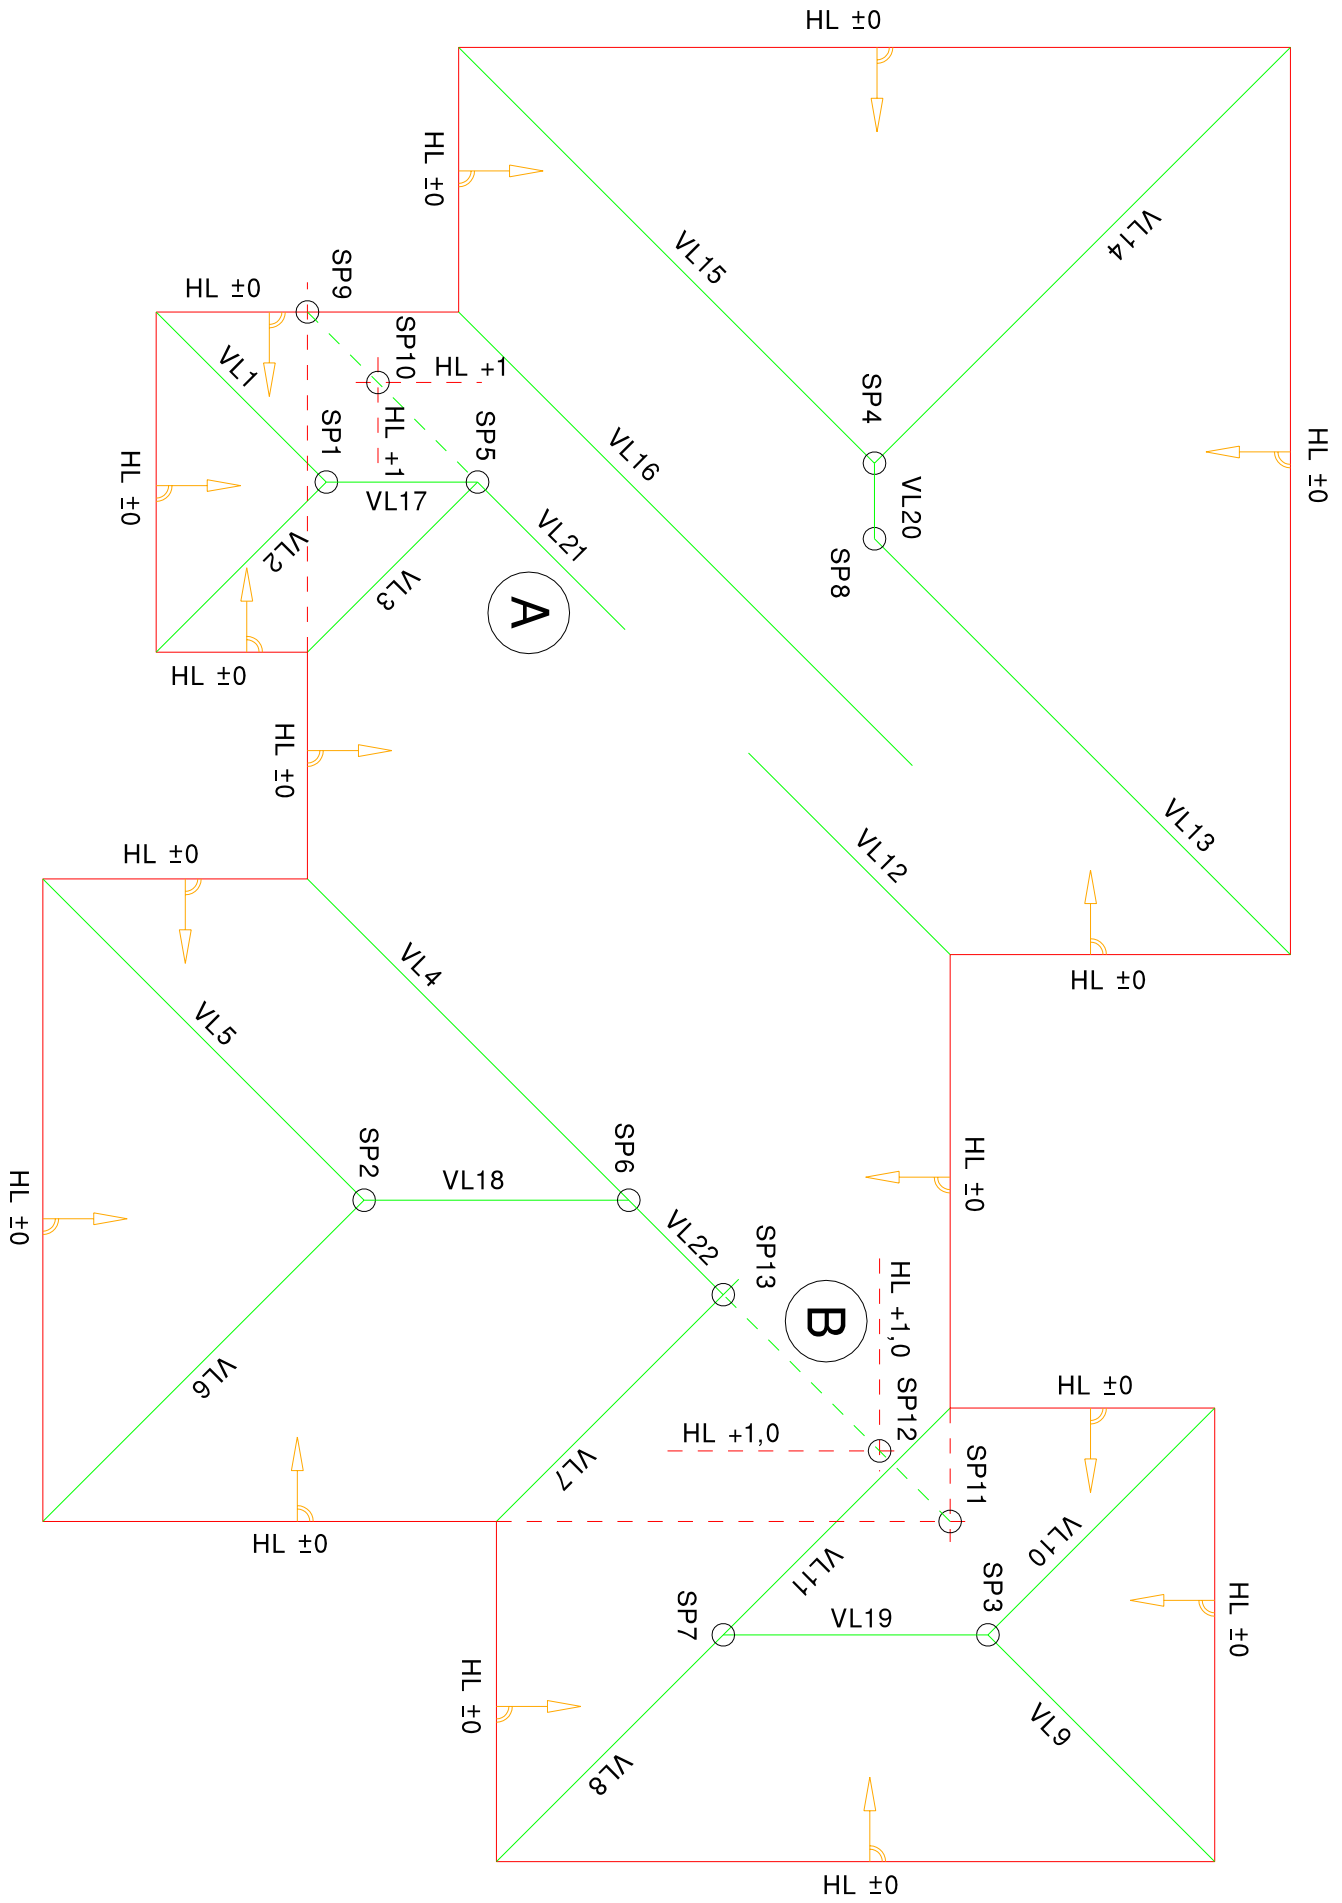 HL ±0
HL ±0
VL14
VL15
SP9
HL ±0
VL1
SP10
HL +1
HL +1
SP1
SP5
SP4
VL16
HL ±0
HL ±0
VL17
VL20
VL21
SP8
VL2
VL3
A
HL ±0
HL ±0
VL13
VL12
HL ±0
VL4
HL ±0
VL5
SP2
SP6
VL18
HL ±0
HL ±0
VL22
SP13
HL +1,0
B
VL6
SP12
HL ±0
HL +1,0
VL7
SP11
HL ±0
VL10
VL11
SP3
SP7
VL19
HL ±0
HL ±0
VL9
VL8
HL ±0